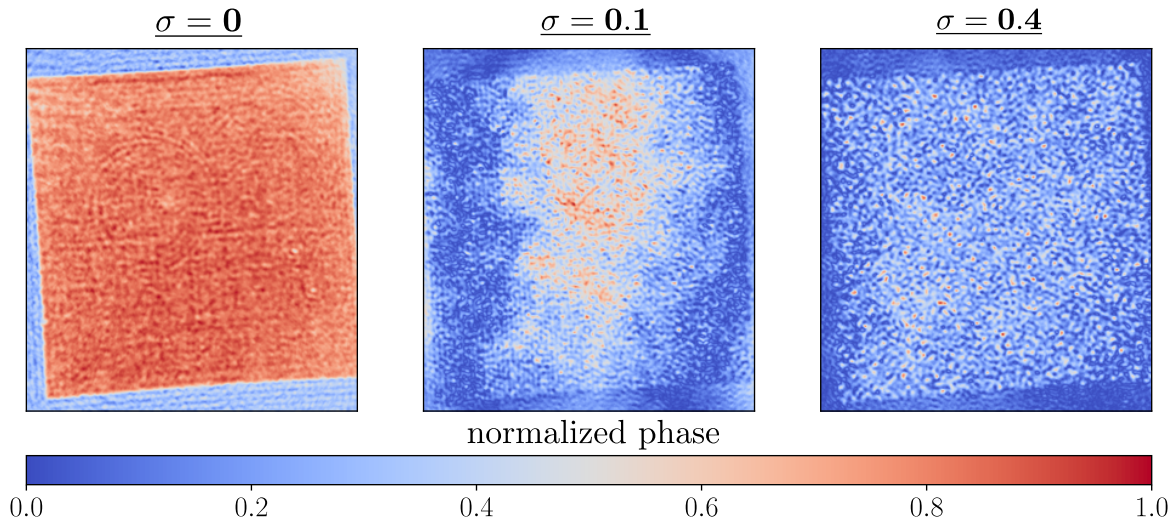 σ = 0 σ = 0.1 σ = 0.4
normalized phase
0.0 0.2 0.4 0.6 0.8 1.0